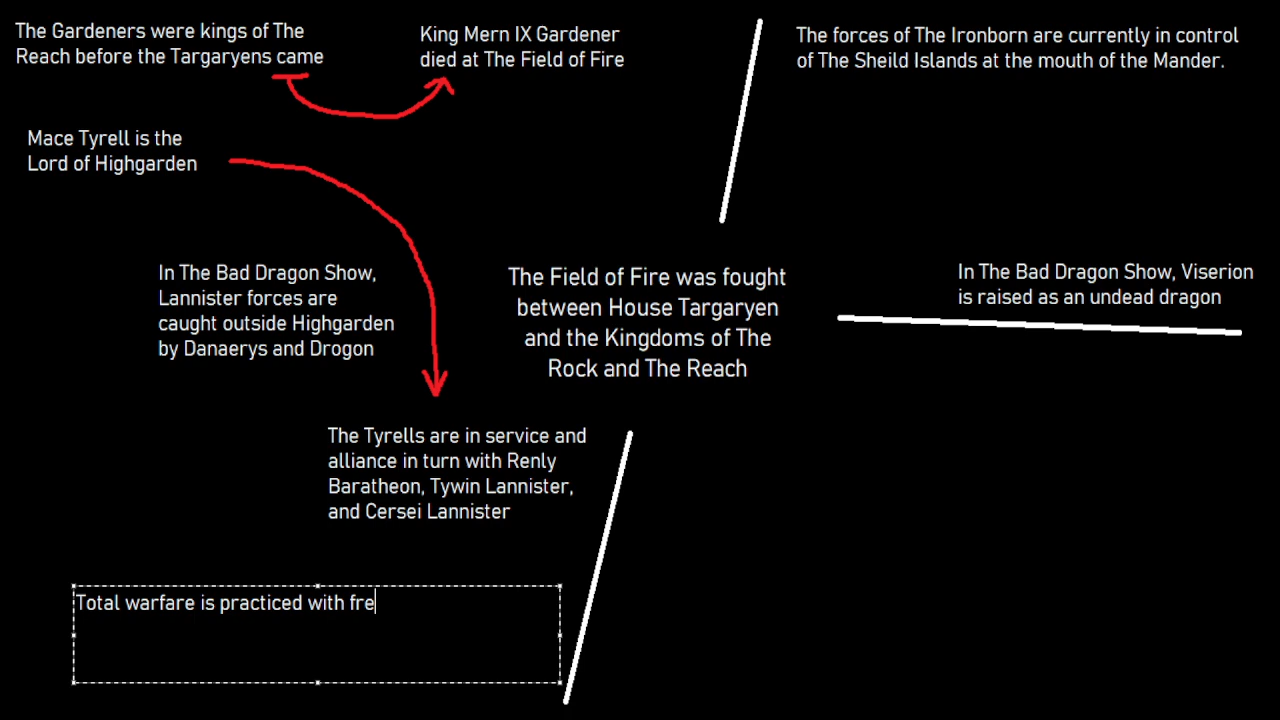 The Gardeners were kings of The
Reach before the Targaryens came
King Mern IX Gardener
died at The Field of Fire
The forces of The Ironborn are currently in control
of The Sheild Islands at the mouth of the Mander.
Mace Tyrell is the
Lord of Highgarden
In The Bad Dragon Show,
Lannister forces are
caught outside Highgarden
by Danaerys and Drogon
The Field of Fire was fought
between House Targaryen
and the Kingdoms of The
Rock and The Reach
In The Bad Dragon Show, Viserion
is raised as an undead dragon
The Tyrells are in service and
alliance in turn with Renly
Baratheon, Tywin Lannister,
and Cersei Lannister
Total warfare is practiced with fre